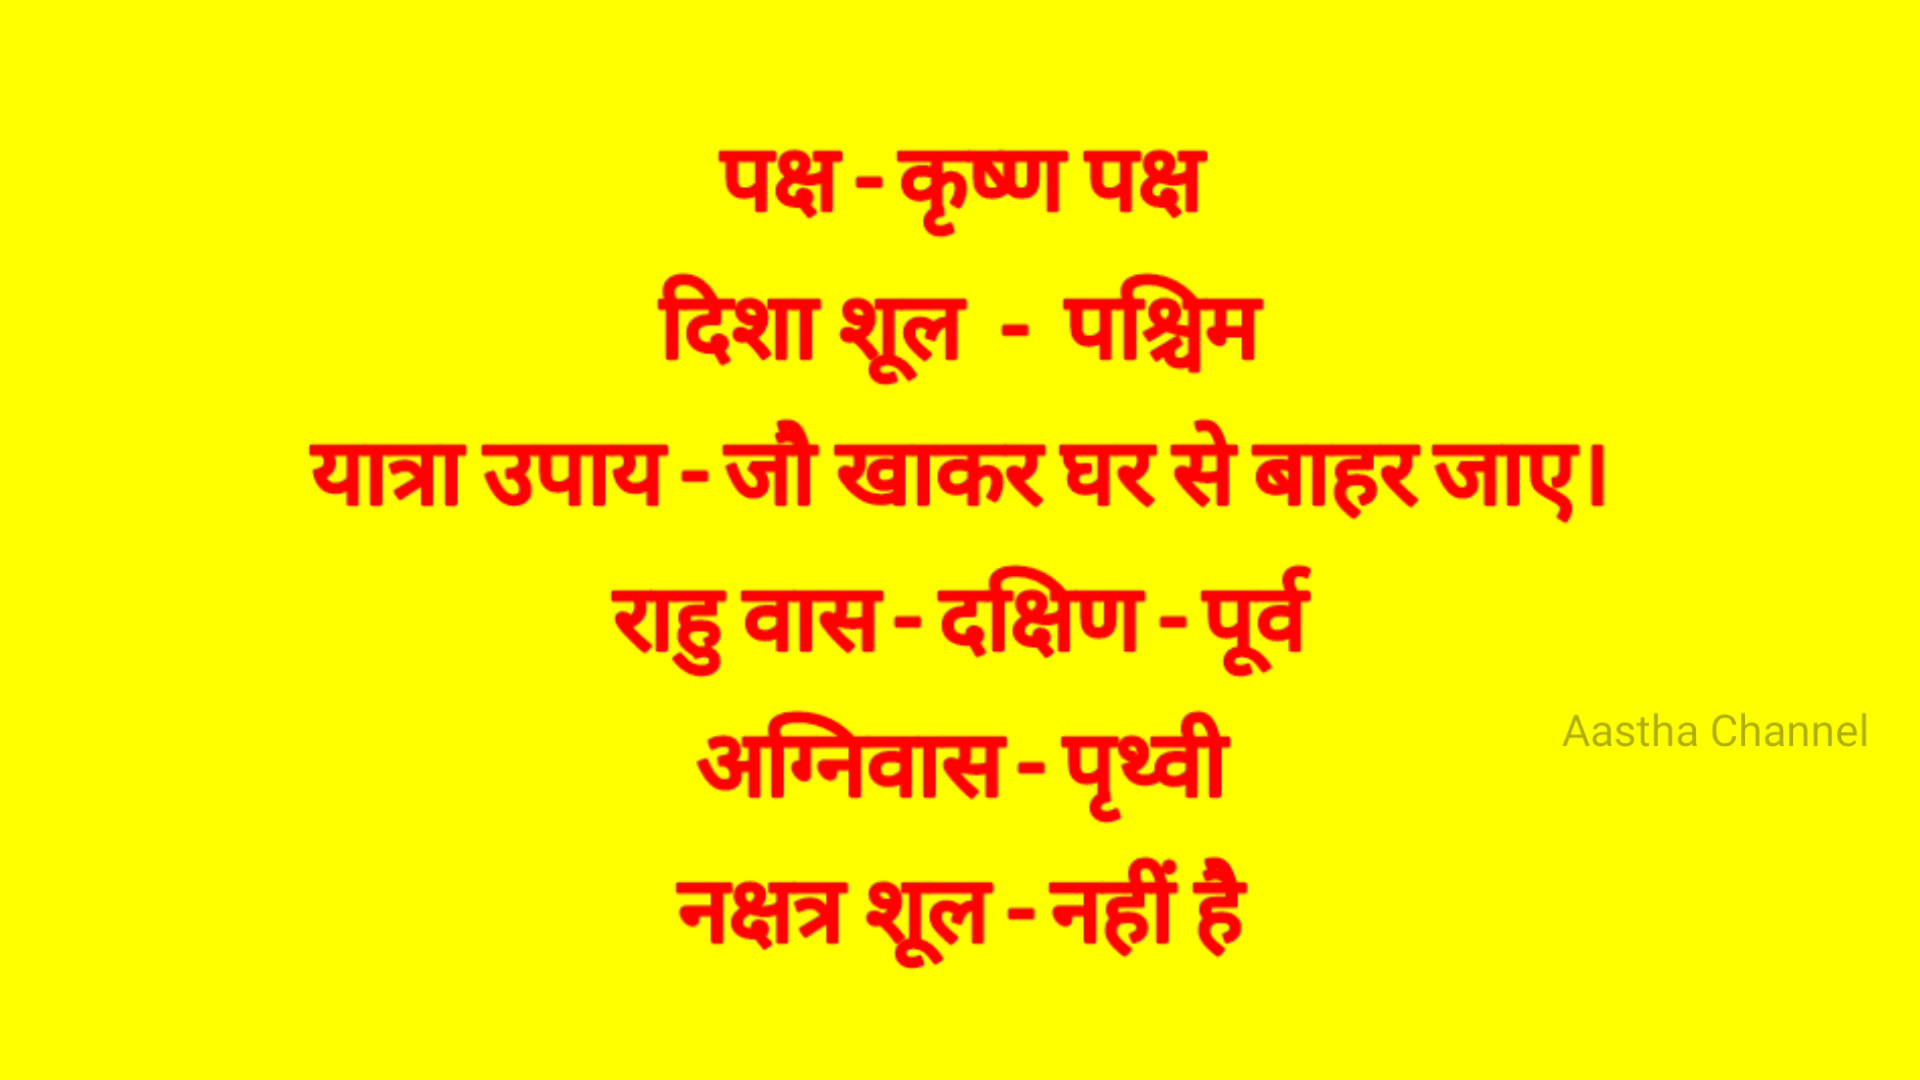 पक्ष - कृष्ण पक्ष
दिशा शूल - पश्चिम
यात्रा उपाय - जौ खाकर घर से बाहर जाए।
राहु वास - दक्षिण - पूर्व
अग्निवास - पृथ्वी
Aastha Channel
नक्षत्र शूल - नहीं है